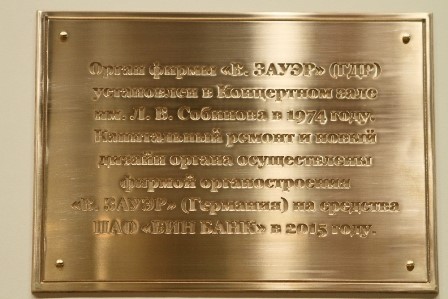 Орган фирмы «В. ЗАУЭР» (ГДР)
установлен в Концертном зале
им. Л. В. Собинова в 1974 году.
Капитальный ремонт и новый
дизайн органа осуществлены
фирмой органостроения
«В. ЗАУЭР» (Германия) на средства
ПАО «БИН БАНК» в 2015 году.